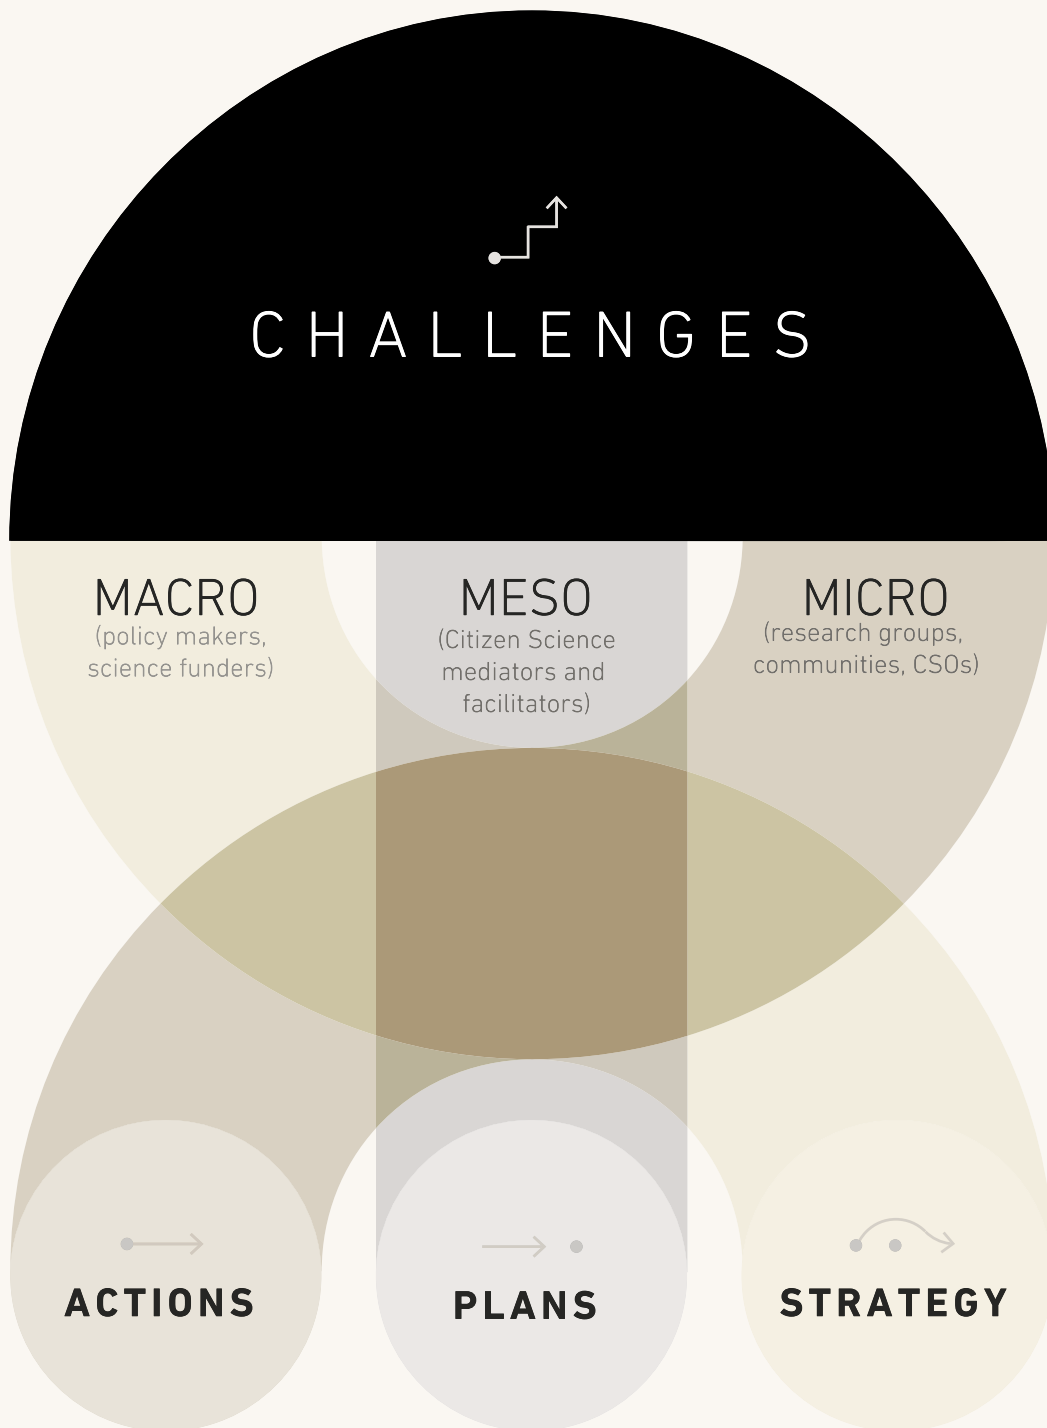 CHALLENGES
MACRO
(policy makers,
science funders)
MESO
(Citizen Science
mediators and
facilitators)
MICRO
(research groups,
communities, CSOs)
ACTIONS
PLANS
STRATEGY